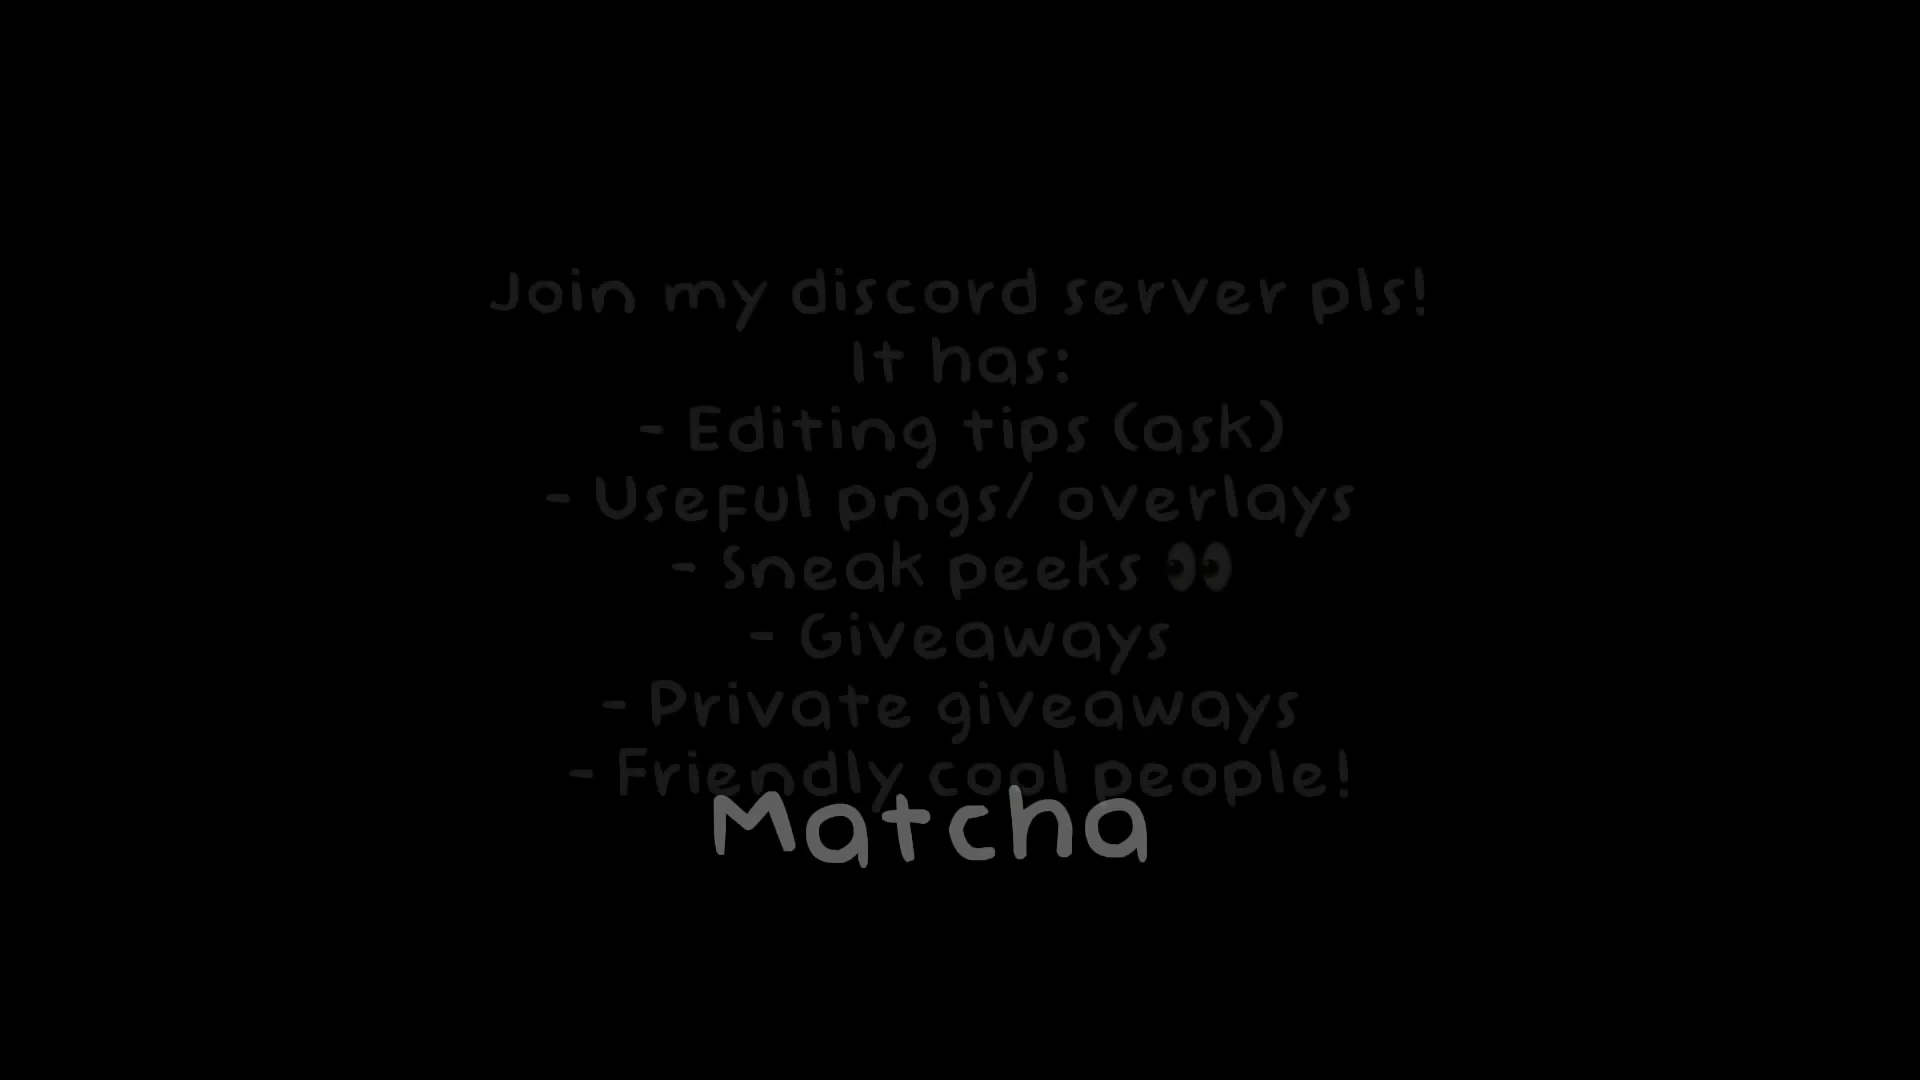 Join my discord server pls!
It has:
- Editing tips (ask)
- Useful pngs/ overlays
- Sneak peeks 👀
- Giveaways
- Private giveaways
- Friendly cool people!
Matcha